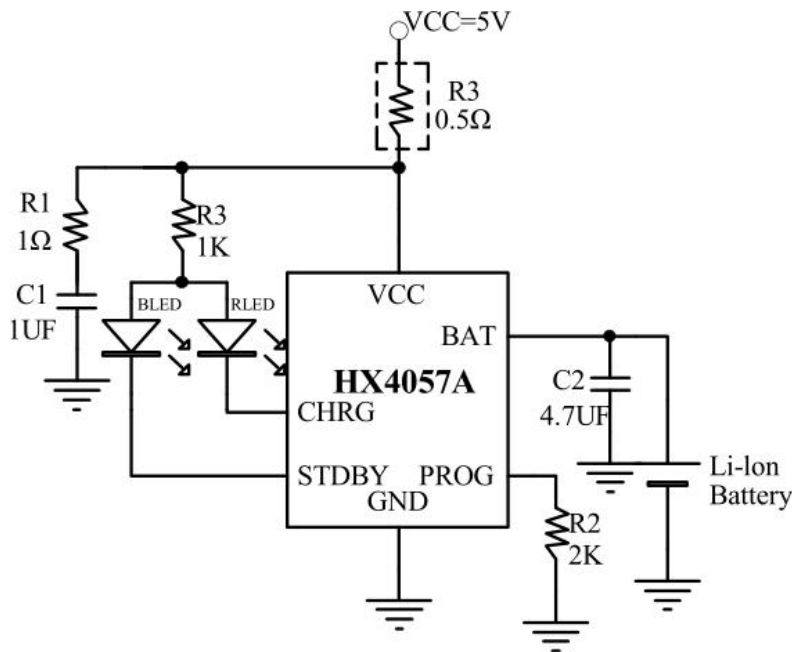 VCC=5V
R3
0.5Ω
R1
1Ω
R3
1K
C1
1UF
BLED
RLED
VCC
BAT
HX4057A
CHRG
C2
4.7UF
STDBY
PROG
GND
Li-lon
Battery
R2
2K